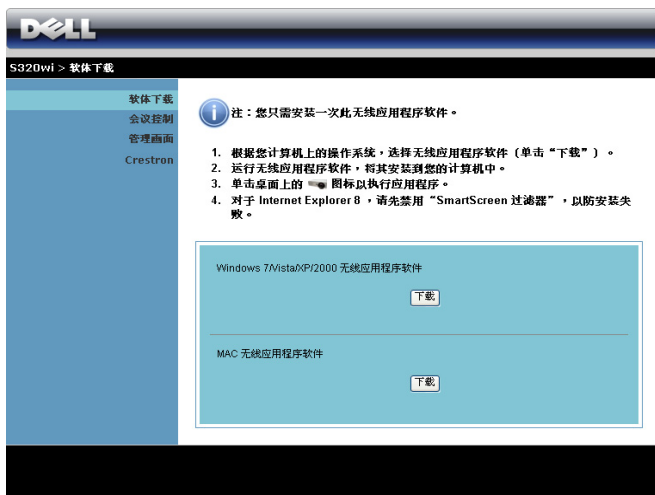 DELL
S320wi > 软体下载
软体下载
会议控制
管理画面
Crestron
注：您只需安装一次此无线应用程序软件。
1. 根据您计算机上的操作系统，选择无线应用程序软件（单击“下载”）。
2. 运行无线应用程序软件，将其安装到您的计算机中。
3. 单击桌面上的 图标以执行应用程序。
4. 对于 Internet Explorer 8 ，请先禁用“SmartScreen 过滤器”，以防安装失
败。
Windows 7/Vista/XP/2000 无线应用程序软件
下载
MAC 无线应用程序软件
下载